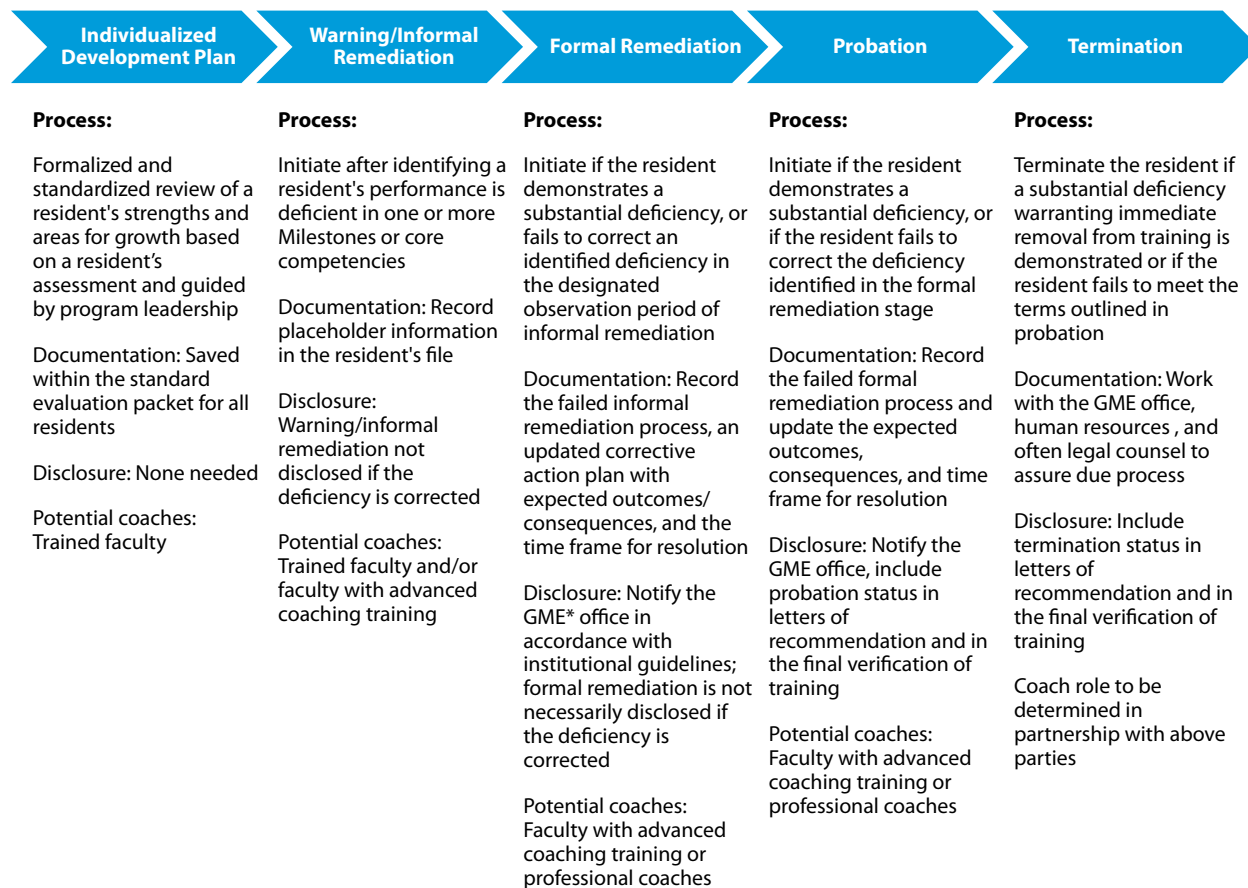 Individualized
Development Plan
Warning/Informal
Remediation
Formal Remediation
Probation
Termination
Process:
Formalized and
standardized review of a
resident's strengths and
areas for growth based
on a resident’s
assessment and guided
by program leadership
Documentation: Saved
within the standard
evaluation packet for all
residents
Disclosure: None needed
Potential coaches:
Trained faculty
Process:
Initiate after identifying a
resident's performance is
deficient in one or more
Milestones or core
competencies
Documentation: Record
placeholder information
in the resident's file
Disclosure:
Warning/informal
remediation not
disclosed if the
deficiency is corrected
Potential coaches:
Trained faculty and/or
faculty with advanced
coaching training
Process:
Initiate if the resident
demonstrates a
substantial deficiency, or
fails to correct an
identified deficiency in
the designated
observation period of
informal remediation
Documentation: Record
the failed informal
remediation process, an
updated corrective
action plan with
expected outcomes/
consequences, and the
time frame for resolution
Disclosure: Notify the
GME* office in
accordance with
institutional guidelines;
formal remediation is not
necessarily disclosed if
the deficiency is
corrected
Potential coaches:
Faculty with advanced
coaching training or
professional coaches
Process:
Initiate if the resident
demonstrates a
substantial deficiency, or
if the resident fails to
correct the deficiency
identified in the formal
remediation stage
Documentation: Record
the failed formal
remediation process and
update the expected
outcomes,
consequences, and time
frame for resolution
Disclosure: Notify the
GME office, include
probation status in
letters of
recommendation and in
the final verification of
training
Potential coaches:
Faculty with advanced
coaching training or
professional coaches
Process:
Terminate the resident if
a substantial deficiency
warranting immediate
removal from training is
demonstrated or if the
resident fails to meet the
terms outlined in
probation
Documentation: Work
with the GME office,
human resources , and
often legal counsel to
assure due process
Disclosure: Include
termination status in
letters of
recommendation and in
the final verification of
training
Coach role to be
determined in
partnership with above
parties